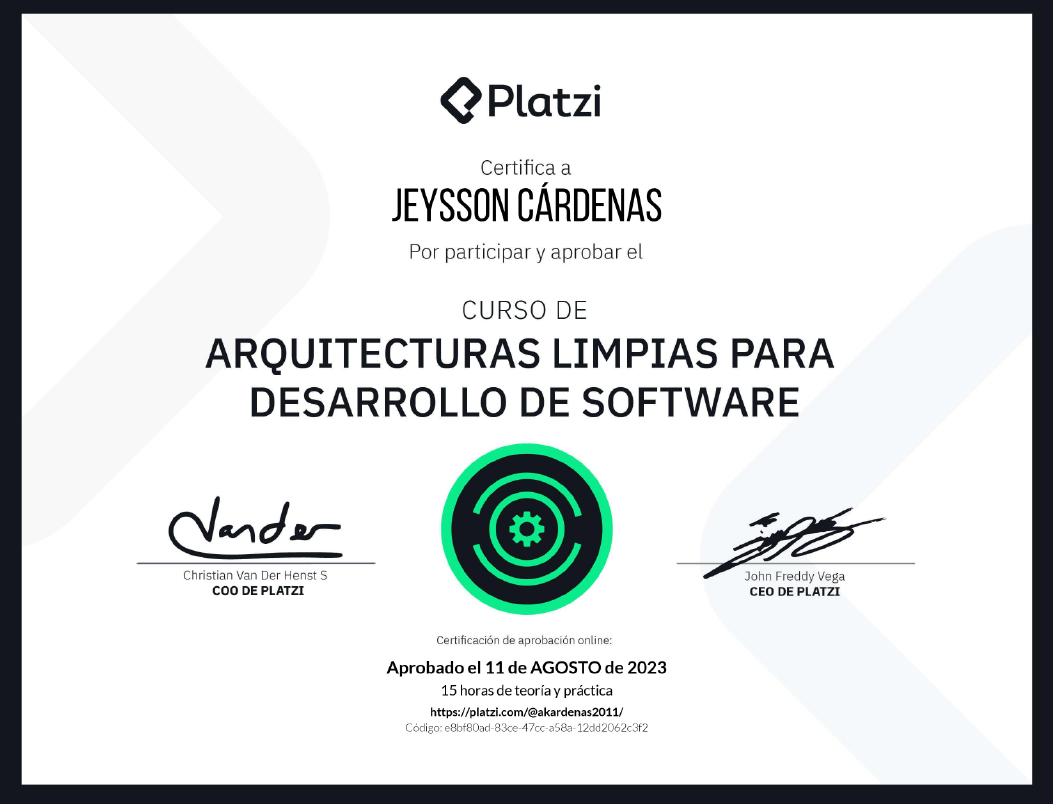 Platzi
Certifica a
JEYSSON CÁRDENAS
Por participar y aprobar el
CURSO DE
ARQUITECTURAS LIMPIAS PARA
DESARROLLO DE SOFTWARE
Vander
Christian Van Der Henst S
COO DE PLATZI
John Freddy Vega
CEO DE PLATZI
Certificación de aprobación online:
Aprobado el 11 de AGOSTO de 2023
15 horas de teoría y práctica
https://platzi.com/@akardenas2011/
Código: e8bf80ad-83ce-47cc-a58a-12dd2062c3f2